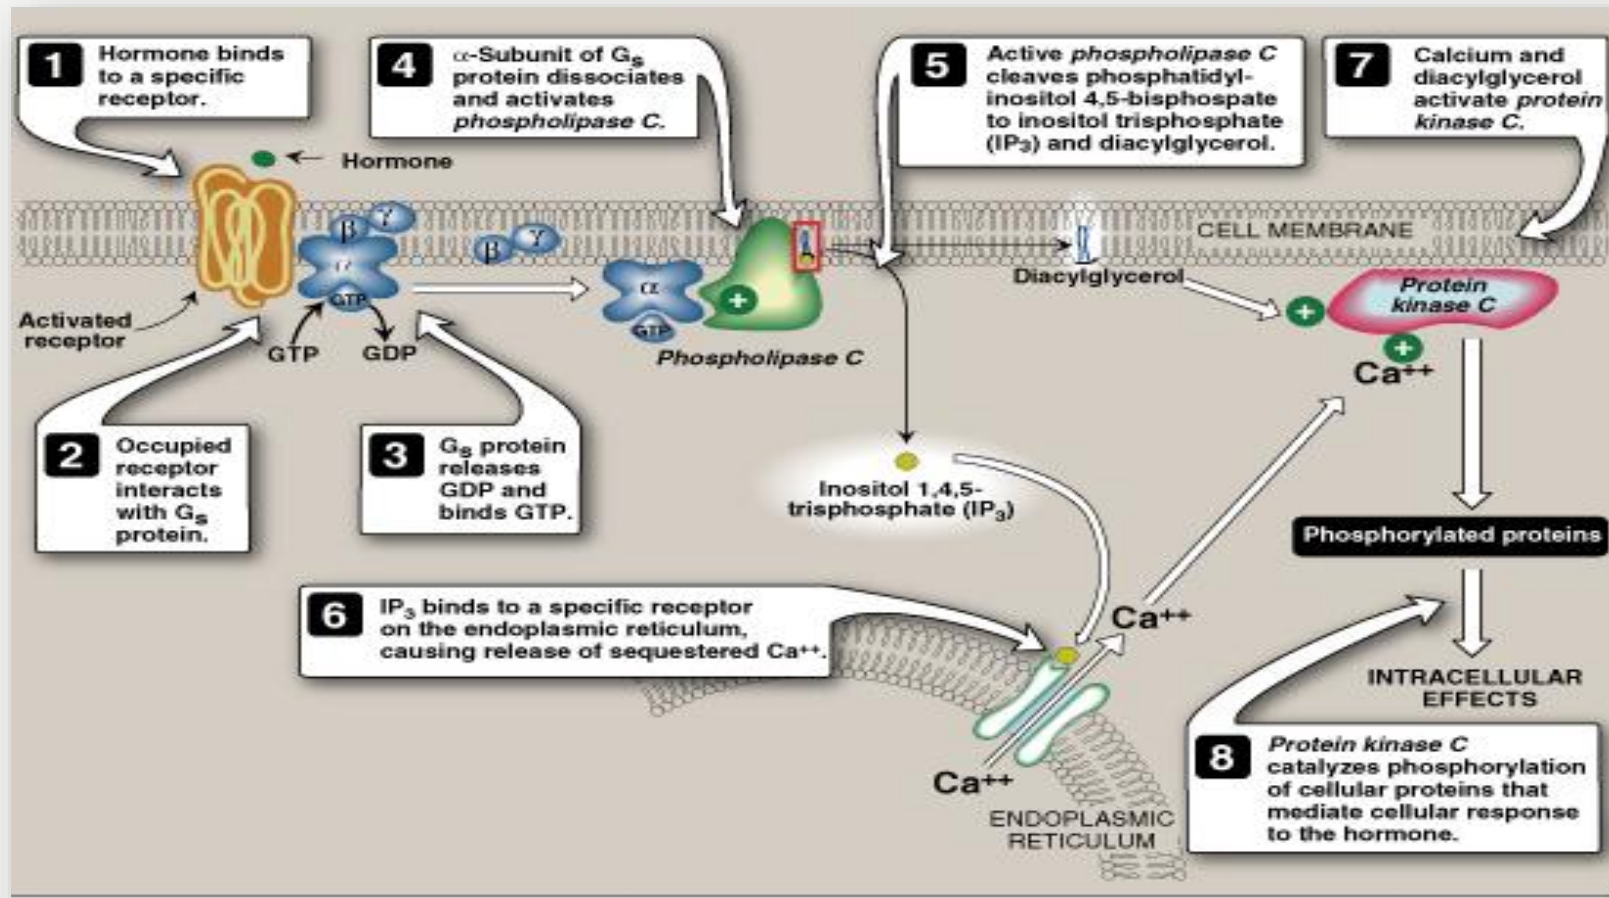 1
Hormone binds
to a specific
receptor.
4
α-Subunit of Gs
protein dissociates
and activates
phospholipase C.
5
Active phospholipase C
cleaves phosphatidyl-
inositol 4,5-bisphospate
to inositol trisphosphate
(IP3) and diacylglycerol.
7
Calcium and
diacylglycerol
activate protein
kinase C.
Hormone
β γ
α
GTP
β γ
α
GTP
+
CELL MEMBRANE
Diacylglycerol
Protein
kinase C
+
+
Ca++
Activated
receptor
GTP GDP
Phospholipase C
2
Occupied
receptor
interacts
with Gs
protein.
3
Gs protein
releases
GDP and
binds GTP.
Inositol 1,4,5-
trisphosphate (IP3)
Phosphorylated proteins
6
IP3 binds to a specific receptor
on the endoplasmic reticulum,
causing release of sequestered Ca++.
Ca++
INTRACELLULAR
EFFECTS
Ca++
ENDOPLASMIC
RETICULUM
8
Protein kinase C
catalyzes phosphorylation
of cellular proteins that
mediate cellular response
to the hormone.